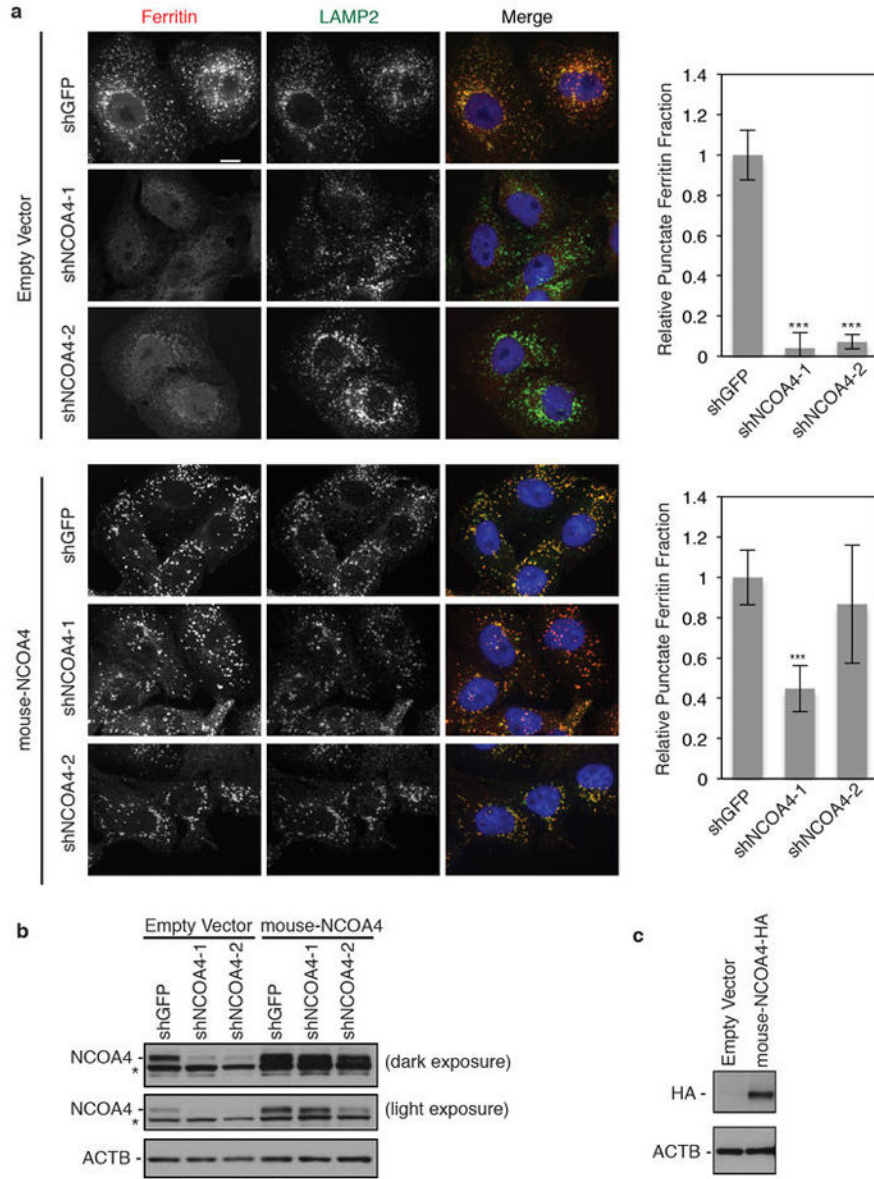 a
Ferritin LAMP2 Merge
Empty Vector
shGFP
shNCOA4-1
shNCOA4-2
Relative Punctate Ferritin Fraction
1.4
1.2
1
0.8
0.6
0.4
0.2
0
***
***
shGFP
shNCOA4-1
shNCOA4-2
mouse-NCOA4
shGFP
shNCOA4-1
shNCOA4-2
Relative Punctate Ferritin Fraction
1.4
1.2
1
0.8
0.6
0.4
0.2
0
***
shGFP
shNCOA4-1
shNCOA4-2
b
Empty Vector mouse-NCOA4
shGFP
shNCOA4-1
shNCOA4-2
shGFP
shNCOA4-1
shNCOA4-2
NCOA4 - (dark exposure)
*
NCOA4 - (light exposure)
*
ACTB -
c
Empty Vector
mouse-NCOA4-HA
HA -
ACTB -